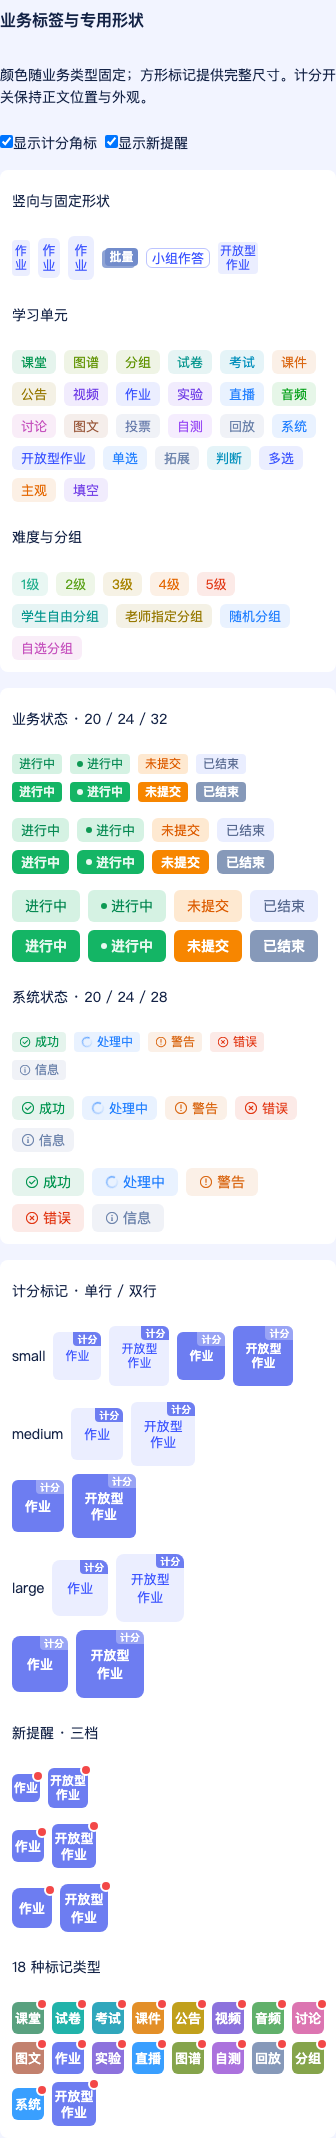 业务标签与专用形状
颜色随业务类型固定；方形标记提供完整尺寸。计分开
关保持正文位置与外观。
显示计分角标 显示新提醒
竖向与固定形状
作业 作业 作业 批量 小组作答 开放型作业
学习单元
课堂 图谱 分组 试卷 考试 课件
公告 视频 作业 实验 直播 音频
讨论 图文 投票 自测 回放 系统
开放型作业 单选 拓展 判断 多选
主观 填空
难度与分组
1级 2级 3级 4级 5级
学生自由分组 老师指定分组 随机分组
自选分组
业务状态 · 20 / 24 / 32
进行中 进行中 未提交 已结束
进行中 进行中 未提交 已结束
进行中 进行中 未提交 已结束
进行中 进行中 未提交 已结束
进行中 进行中 未提交 已结束
进行中 进行中 未提交 已结束
系统状态 · 20 / 24 / 28
成功 处理中 警告 错误
信息
成功 处理中 警告 错误
信息
成功 处理中 警告
错误 信息
计分标记 · 单行 / 双行
small 作业 计分 开放型作业 计分 作业 计分 开放型作业 计分
medium 作业 计分 开放型作业 计分
作业 计分 开放型作业 计分
large 作业 计分 开放型作业 计分
作业 计分 开放型作业 计分
新提醒 · 三档
作业 开放型作业
作业 开放型作业
作业 开放型作业
18 种标记类型
课堂 试卷 考试 课件 公告 视频 音频 讨论
图文 作业 实验 直播 图谱 自测 回放 分组
系统 开放型作业